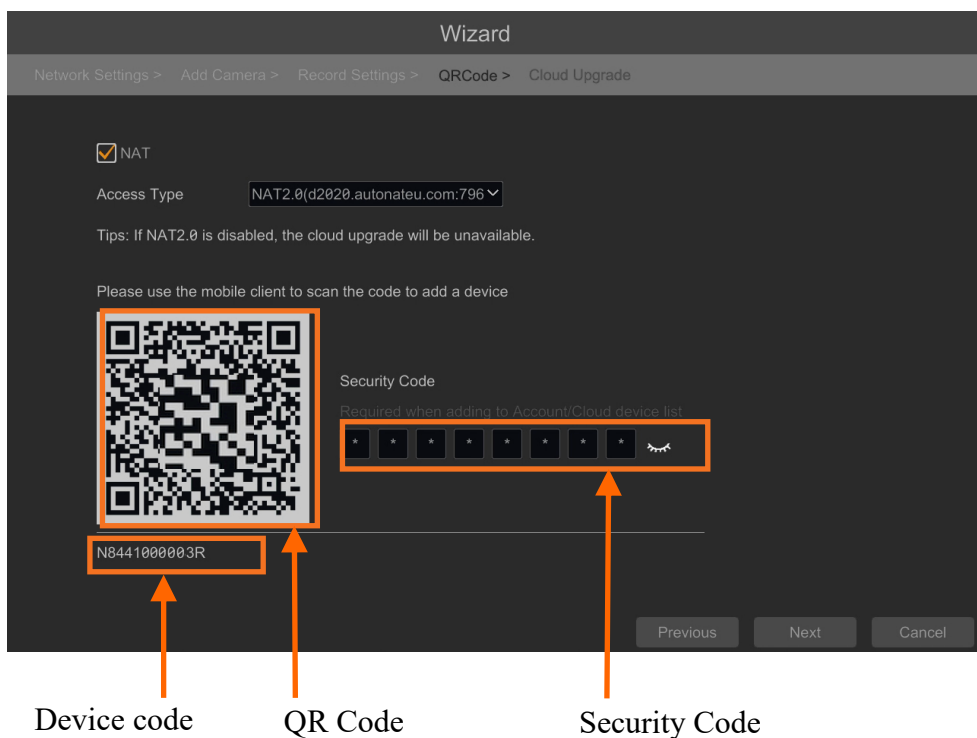 Wizard
Network Settings > Add Camera > Record Settings > QRCode > Cloud Upgrade
NAT
Access Type NAT2.0(d2020.autonateu.com:796
Tips: If NAT2.0 is disabled, the cloud upgrade will be unavailable.
Please use the mobile client to scan the code to add a device
Security Code
Required when adding to Account/Cloud device list
* * * * * * * *
N8441000003R
Previous Next Cancel
Device code QR Code Security Code